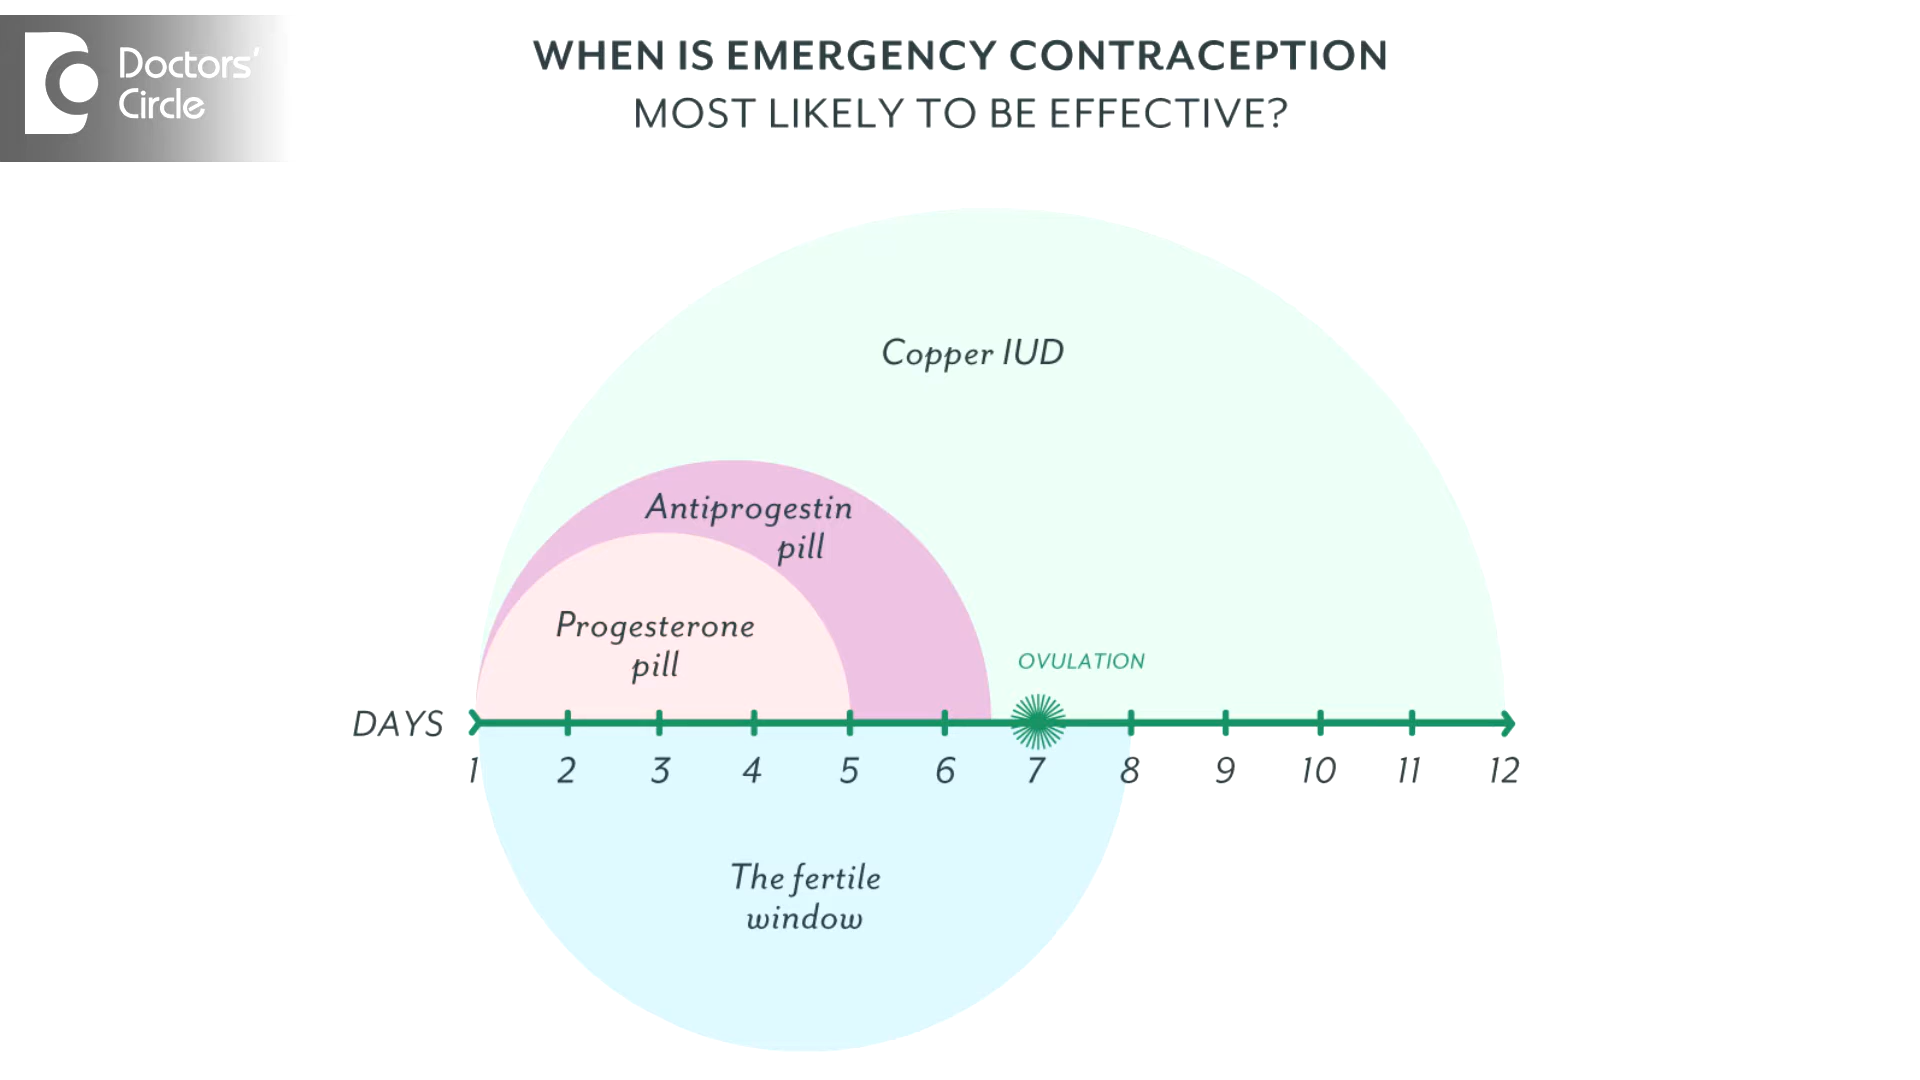 Doctors'
Circle
WHEN IS EMERGENCY CONTRACEPTION
MOST LIKELY TO BE EFFECTIVE?
Copper IUD
Antiprogestin
pill
Progesterone
pill
OVULATION
DAYS
1 2 3 4 5 6 7 8 9 10 11 12
The fertile
window